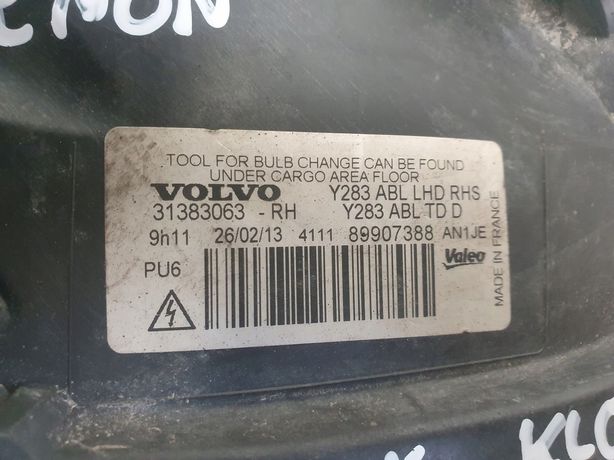 TOOL FOR BULB CHANGE CAN BE FOUND
UNDER CARGO AREA FLOOR
VOLVO Y283 ABL LHD RHS
31383063 - RH Y283 ABL TD D
9h11 26/02/13 4111 89907388 AN1JE
PU6
Valeo
MADE IN FRANCE